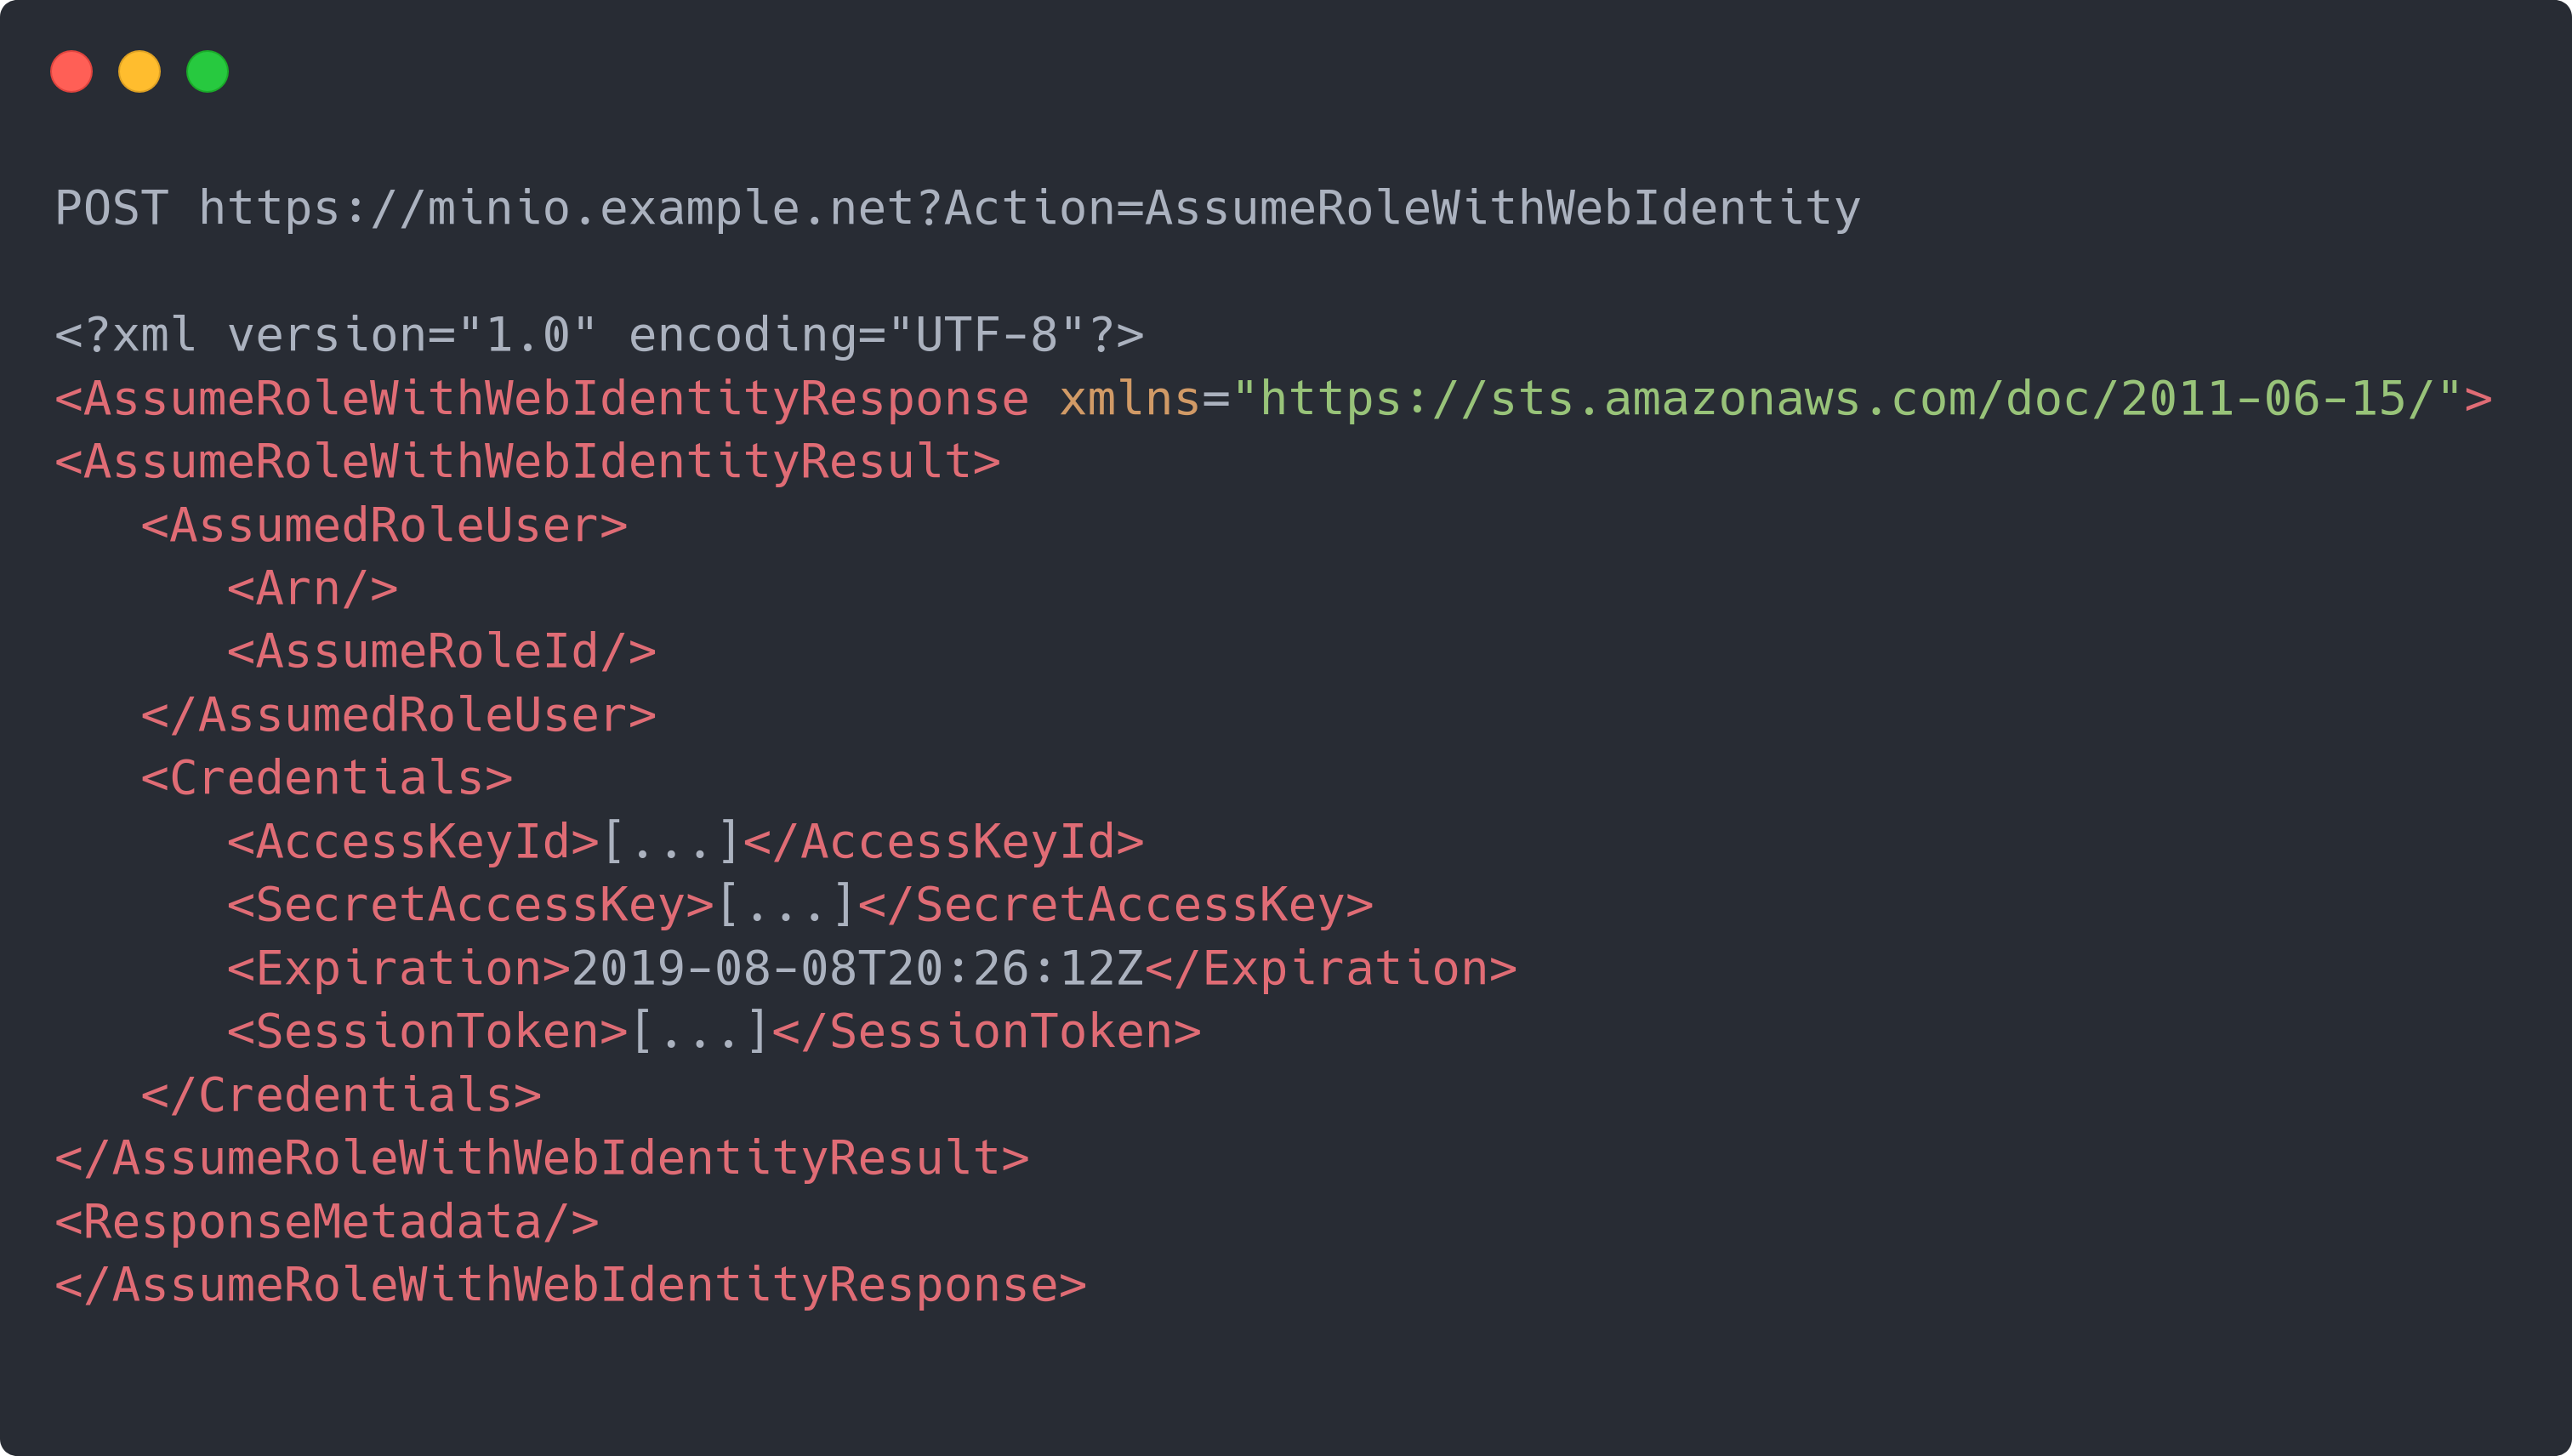 POST https://minio.example.net?Action=AssumeRoleWithWebIdentity
<?xml version="1.0" encoding="UTF-8"?>
<AssumeRoleWithWebIdentityResponse xmlns="https://sts.amazonaws.com/doc/2011-06-15/">
<AssumeRoleWithWebIdentityResult>
   <AssumedRoleUser>
      <Arn/>
      <AssumeRoleId/>
   </AssumedRoleUser>
   <Credentials>
      <AccessKeyId>[...]</AccessKeyId>
      <SecretAccessKey>[...]</SecretAccessKey>
      <Expiration>2019-08-08T20:26:12Z</Expiration>
      <SessionToken>[...]</SessionToken>
   </Credentials>
</AssumeRoleWithWebIdentityResult>
<ResponseMetadata/>
</AssumeRoleWithWebIdentityResponse>